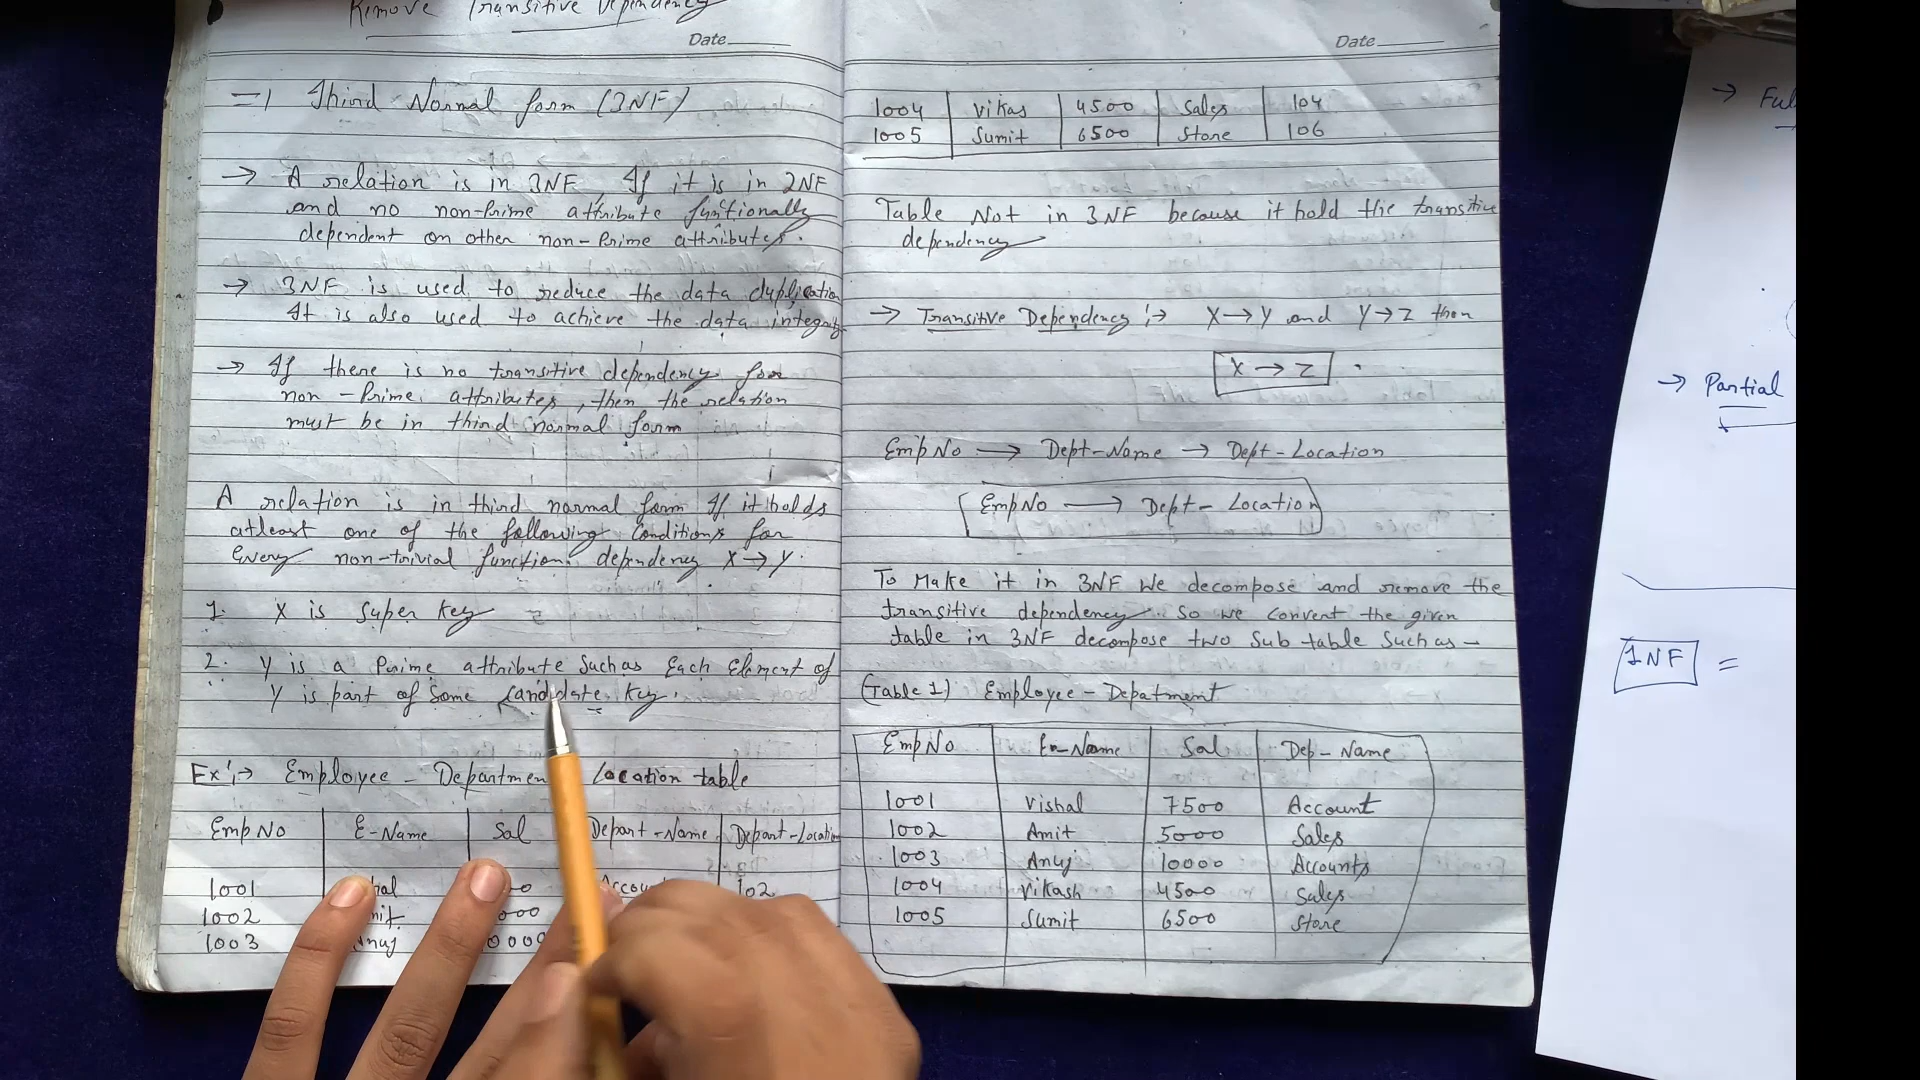 Remove Transitive Dependency
Date
=) Third Normal form (3NF)
→ A relation is in 3NF, If it is in 2NF
and no non-Prime attribute functionally
dependent on other non-Prime attributes.
→ 3NF is used to reduce the data duplication
It is also used to achieve the data integrity
→ If there is no transitive dependency for
non-Prime attributes, then the relation
must be in third normal form
A relation is in third normal form If it holds
atleast one of the following Conditions for
Every non-trivial function dependency X→Y.
1. X is Super key
2. Y is a Prime attribute Such as Each Element of
Y is part of Some Candidate key.
Ex:→ Employee - Department Location table
Emp No E-Name Sal Depart-Name Depart-Location
1001 102
1002
1003
Date
1004 Vikas 4500 Sales 104
1005 Sumit 6500 Store 106
Table Not in 3NF because it hold the transitive
dependency
→ Transitive Dependency:→ X→Y and Y→Z then
X→Z
Emp No → Dept-Name → Dept-Location
Emp No → Dept-Location
To Make it in 3NF We decompose and remove the
transitive dependency. So We Convert the given
table in 3NF decompose two Sub table Such as -
(Table 1) Employee-Depatment
Emp No En-Name Sal Dep-Name
1001 Vishal 7500 Account
1002 Amit 5000 Sales
1003 Anuj 10000 Accounts
1004 Vikash 4500 Sales
1005 Sumit 6500 Store
→
→ Partial
1NF =